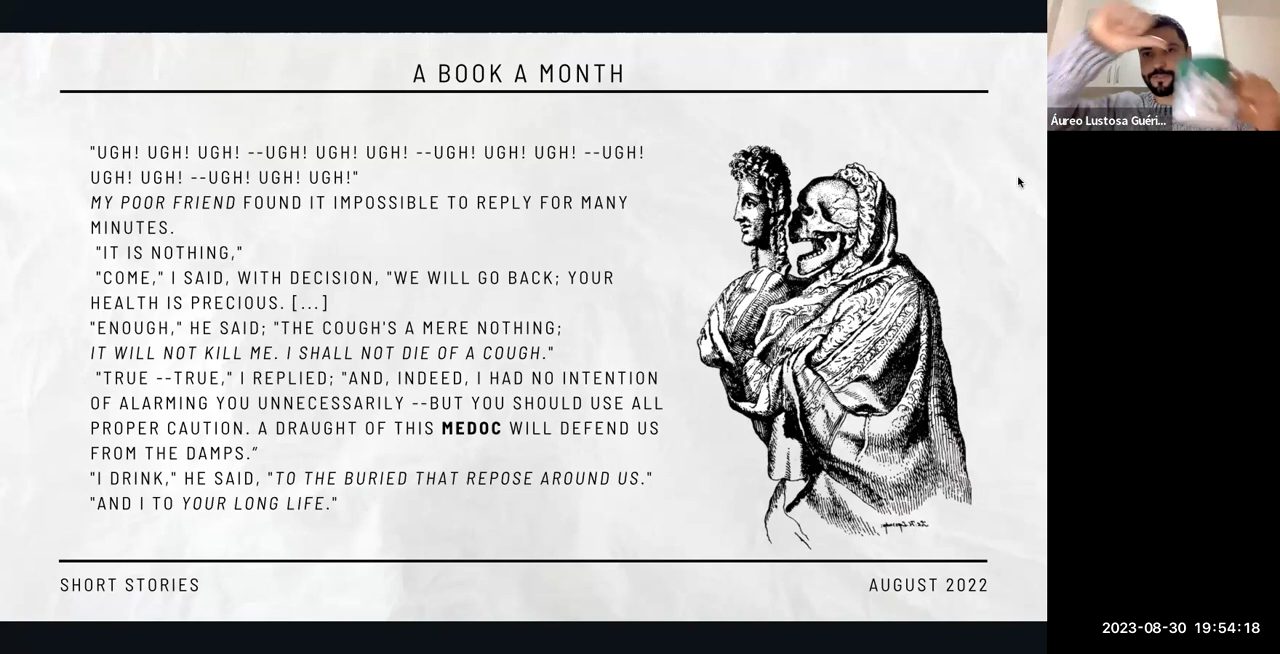 A BOOK A MONTH
"UGH! UGH! UGH! --UGH! UGH! UGH! --UGH! UGH! UGH! --UGH!
UGH! UGH! --UGH! UGH! UGH!"
MY POOR FRIEND FOUND IT IMPOSSIBLE TO REPLY FOR MANY
MINUTES.
"IT IS NOTHING,"
"COME," I SAID, WITH DECISION, "WE WILL GO BACK; YOUR
HEALTH IS PRECIOUS. [...]
"ENOUGH," HE SAID; "THE COUGH'S A MERE NOTHING;
IT WILL NOT KILL ME. I SHALL NOT DIE OF A COUGH."
"TRUE --TRUE," I REPLIED; "AND, INDEED, I HAD NO INTENTION
OF ALARMING YOU UNNECESSARILY --BUT YOU SHOULD USE ALL
PROPER CAUTION. A DRAUGHT OF THIS MEDOC WILL DEFEND US
FROM THE DAMPS.”
"I DRINK," HE SAID, "TO THE BURIED THAT REPOSE AROUND US."
"AND I TO YOUR LONG LIFE."
SHORT STORIES
AUGUST 2022
Áureo Lustosa Guéri...
2023-08-30 19:54:18